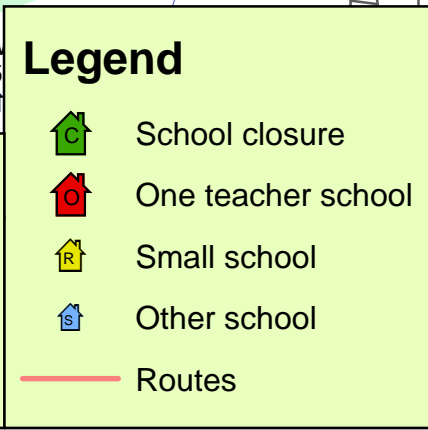 Legend
C School closure
O One teacher school
R Small school
S Other school
Routes